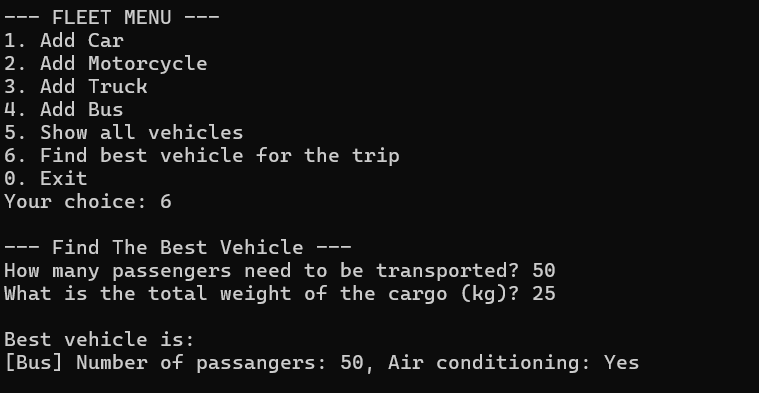 --- FLEET MENU ---
1. Add Car
2. Add Motorcycle
3. Add Truck
4. Add Bus
5. Show all vehicles
6. Find best vehicle for the trip
0. Exit
Your choice: 6
--- Find The Best Vehicle ---
How many passengers need to be transported? 50
What is the total weight of the cargo (kg)? 25
Best vehicle is:
[Bus] Number of passangers: 50, Air conditioning: Yes